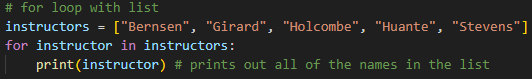 # for loop with list
instructors = ["Bernsen", "Girard", "Holcombe", "Huante", "Stevens"]
for instructor in instructors:
    print(instructor) # prints out all of the names in the list